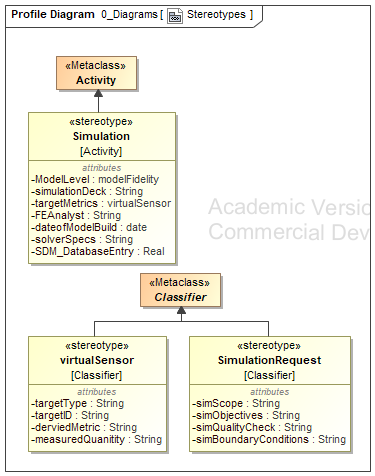 Profile Diagram 0_Diagrams [ Stereotypes ]
«Metaclass»
Activity
«stereotype»
Simulation
[Activity]
attributes
-ModelLevel : modelFidelity
-simulationDeck : String
-targetMetrics : virtualSensor
-FEAnalyst : String
-dateofModelBuild : date
-solverSpecs : String
-SDM_DatabaseEntry : Real
Academic Versio
Commercial Dev
«Metaclass»
Classifier
«stereotype»
virtualSensor
[Classifier]
attributes
-targetType : String
-targetID : String
-derviedMetric : String
-measuredQuanitity : String
«stereotype»
SimulationRequest
[Classifier]
attributes
-simScope : String
-simObjectives : String
-simQualityCheck : String
-simBoundaryConditions : String